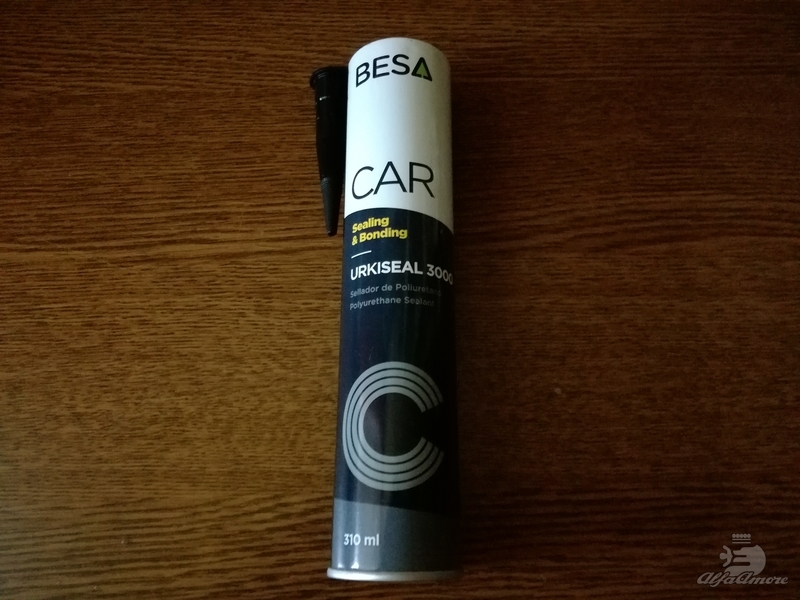 BESA
CAR
Sealing
& Bonding
URKISEAL 3000
Sellador de Poliuretano
Polyurethane Sealant
310 ml
AlfaAmore